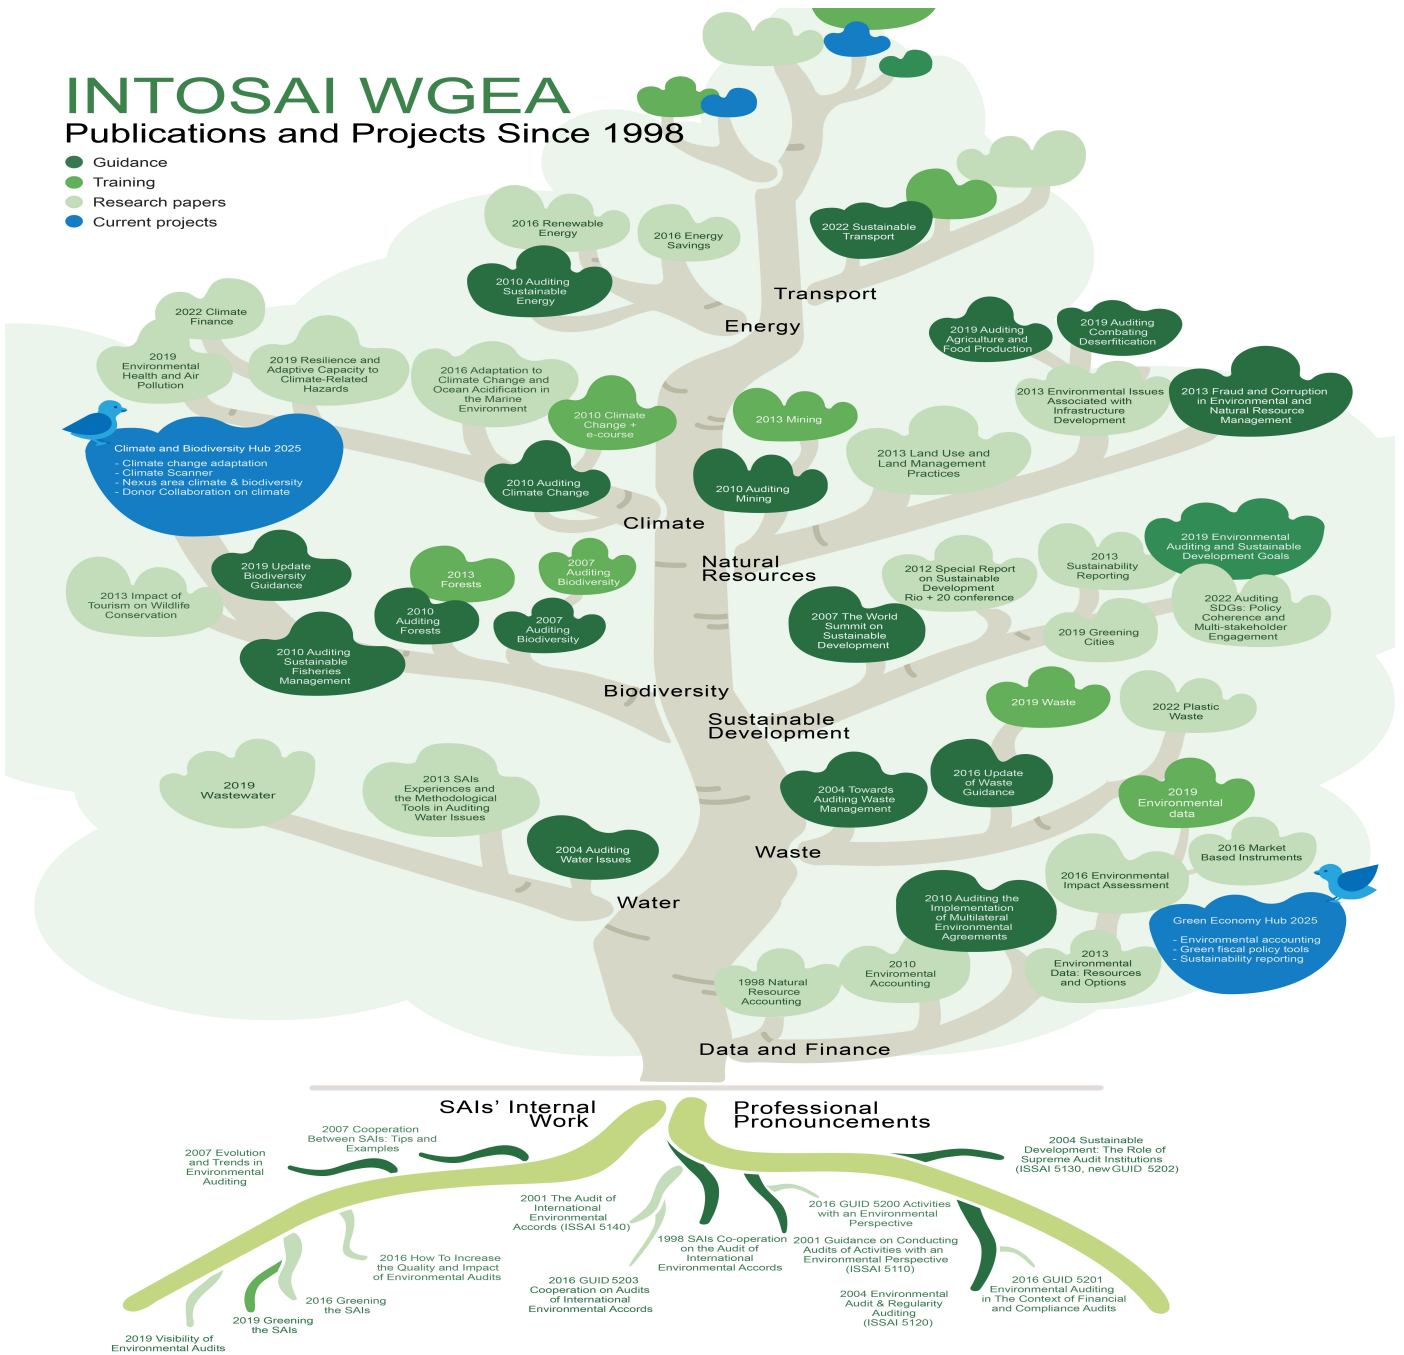 INTOSAI WGEA
Publications and Projects Since 1998
Guidance
Training
Research papers
Current projects
2016 Renewable
Energy
2016 Energy
Savings
2010 Auditing
Sustainable
Energy
2022 Sustainable
Transport
Transport
Energy
2022 Climate
Finance
2019
Environmental
Health and Air
Pollution
2019 Resilience and
Adaptive Capacity to
Climate-Related
Hazards
2016 Adaptation to
Climate Change and
Ocean Acidification in
the Marine
Environment
2010 Climate
Change +
e-course
2010 Auditing
Climate Change
Climate
Climate and Biodiversity Hub 2025
- Climate change adaptation
- Climate Scanner
- Nexus area climate & biodiversity
- Donor Collaboration on climate
2019 Auditing
Agriculture and
Food Production
2019 Auditing
Combating
Deserfitication
2013 Environmental Issues
Associated with
Infrastructure
Development
2013 Fraud and Corruption
in Environmental and
Natural Resource
Management
2013 Mining
2010 Auditing
Mining
2013 Land Use and
Land Management
Practices
Natural
Resources
2019 Update
Biodiversity
Guidance
2013 Impact of
Tourism on Wildlife
Conservation
2010 Auditing
Sustainable
Fisheries
Management
2013
Forests
2010
Auditing
Forests
2007
Auditing
Biodiversity
2007
Auditing
Biodiversity
Biodiversity
2012 Special Report
on Sustainable
Development
Rio + 20 conference
2013
Sustainability
Reporting
2019 Environmental
Auditing and Sustainable
Development Goals
2022 Auditing
SDGs: Policy
Coherence and
Multi-stakeholder
Engagement
2007 The World
Summit on
Sustainable
Development
2019 Greening
Cities
Sustainable
Development
2019 Waste
2022 Plastic
Waste
2004 Towards
Auditing Waste
Management
2016 Update
of Waste
Guidance
Waste
2019
Wastewater
2013 SAIs
Experiences and
the Methodological
Tools in Auditing
Water Issues
2004 Auditing
Water Issues
Water
2019
Environmental
data
2016 Market
Based Instruments
2016 Environmental
Impact Assessment
2010 Auditing the
Implementation
of Multilateral
Environmental
Agreements
Green Economy Hub 2025
- Environmental accounting
- Green fiscal policy tools
- Sustainability reporting
1998 Natural
Resource
Accounting
2010
Enviromental
Accounting
2013
Environmental
Data: Resources
and Options
Data and Finance
SAIs' Internal
Work
Professional
Pronouncements
2007 Cooperation
Between SAIs: Tips and
Examples
2007 Evolution
and Trends in
Environmental
Auditing
2016 How To Increase
the Quality and Impact
of Environmental Audits
2016 Greening
the SAIs
2019 Greening
the SAIs
2019 Visibility of
Environmental Audits
2001 The Audit of
International
Environmental
Accords (ISSAI 5140)
2016 GUID 5203
Cooperation on Audits
of International
Environmental Accords
1998 SAIs Co-operation
on the Audit of
International
Environmental Accords
2016 GUID 5200 Activities
with an Environmental
Perspective
2001 Guidance on Conducting
Audits of Activities with an
Environmental Perspective
(ISSAI 5110)
2004 Environmental
Audit & Regularity
Auditing
(ISSAI 5120)
2004 Sustainable
Development: The Role of
Supreme Audit Institutions
(ISSAI 5130, new GUID 5202)
2016 GUID 5201
Environmental Auditing
in The Context of Financial
and Compliance Audits